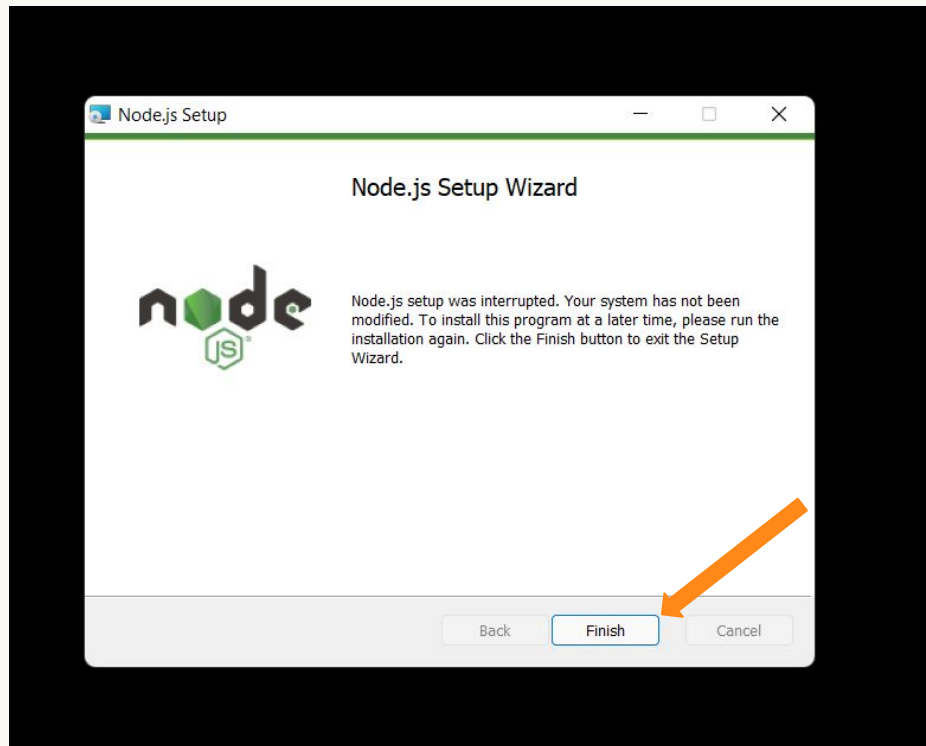 Node.js Setup
Node.js Setup Wizard
node
JS
Node.js setup was interrupted. Your system has not been
modified. To install this program at a later time, please run the
installation again. Click the Finish button to exit the Setup
Wizard.
Back Finish Cancel